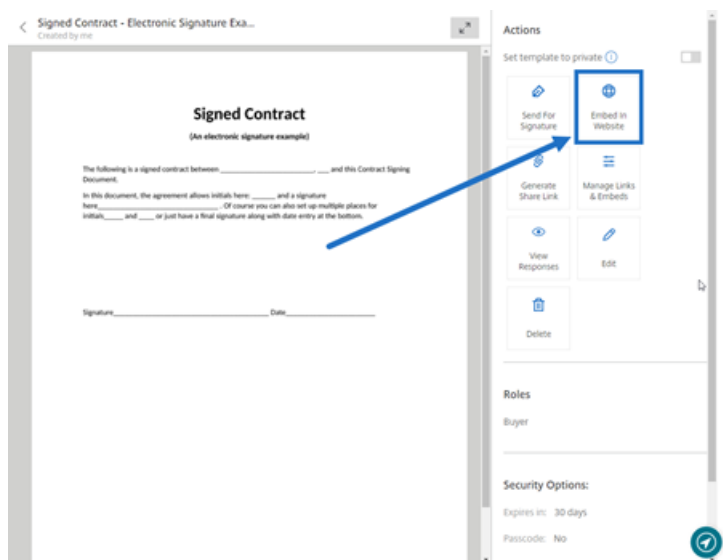 Signed Contract - Electronic Signature Exa...
Created by me
Signed Contract
(An electronic signature example)
The following is a signed contract between ________________________, ___ and this Contract Signing
Document.
In this document, the agreement allows initials here: ______ and a signature
here_______________________________ . Of course you can also set up multiple places for
initials_____ and ____ or just have a final signature along with date entry at the bottom.
Signature________________________________________ Date_______________________
Actions
Set template to private
Send For
Signature
Embed In
Website
Generate
Share Link
Manage Links
& Embeds
View
Responses
Edit
Delete
Roles
Buyer
Security Options:
Expires in: 30 days
Passcode: No